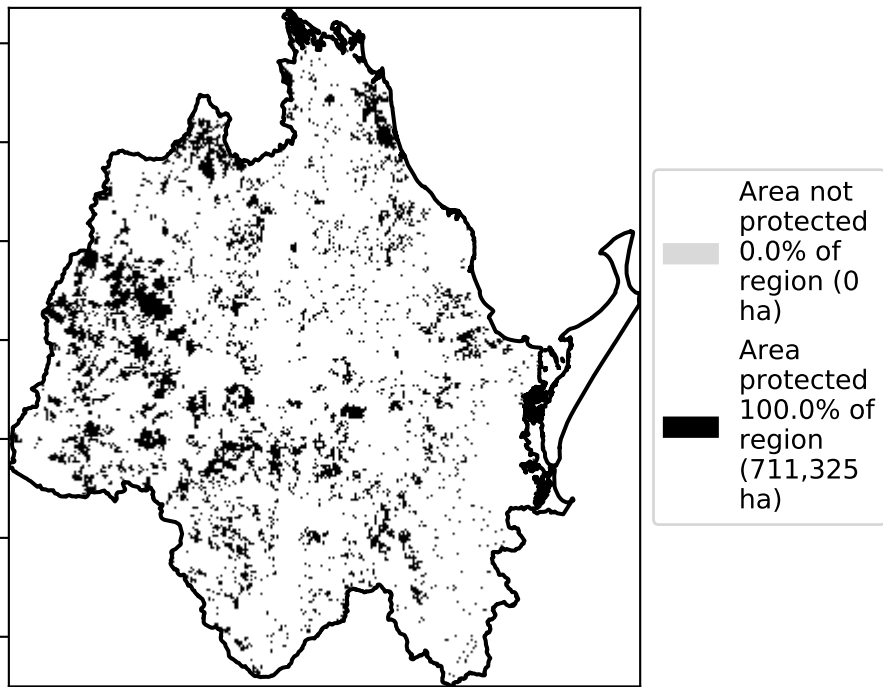 Area not
protected
0.0% of
region (0
ha)
Area
protected
100.0% of
region
(711,325
ha)